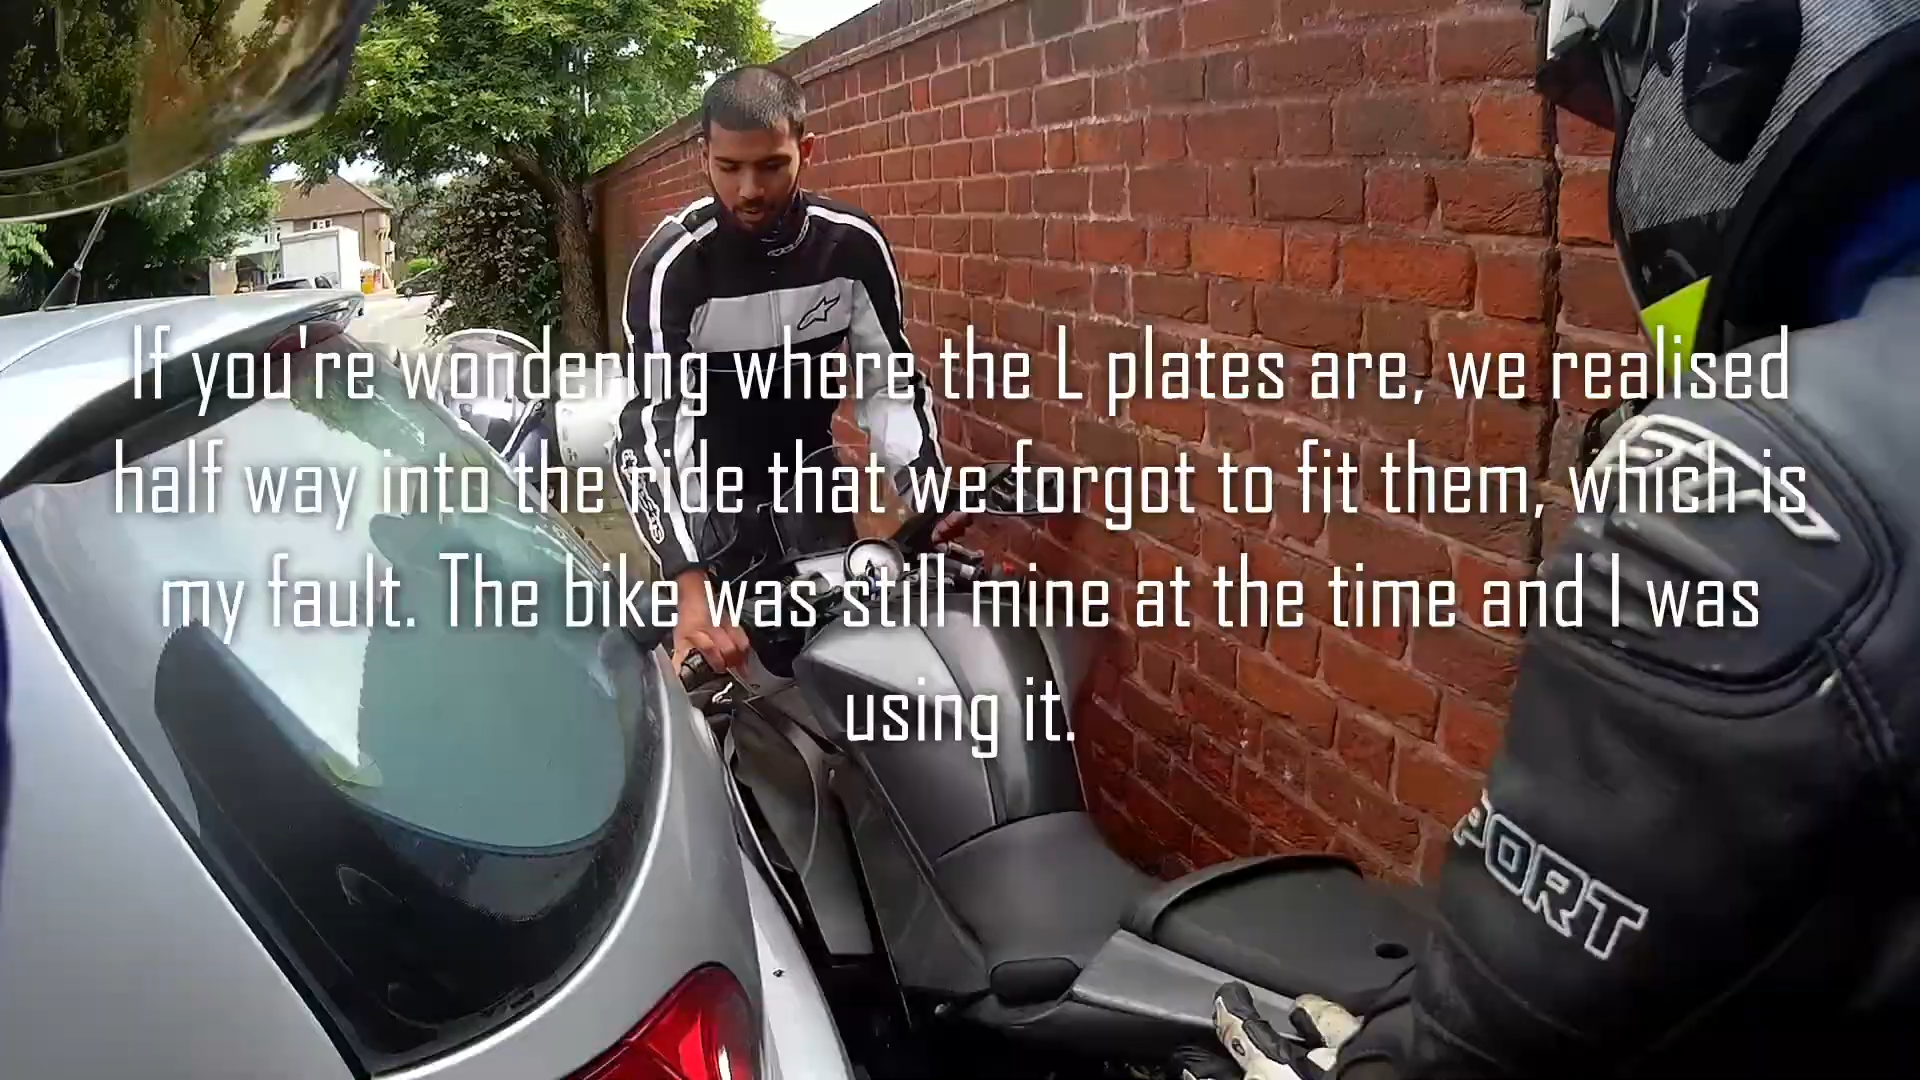 If you're wondering where the L plates are, we realised
half way into the ride that we forgot to fit them, which is
my fault. The bike was still mine at the time and I was
using it.
PORT